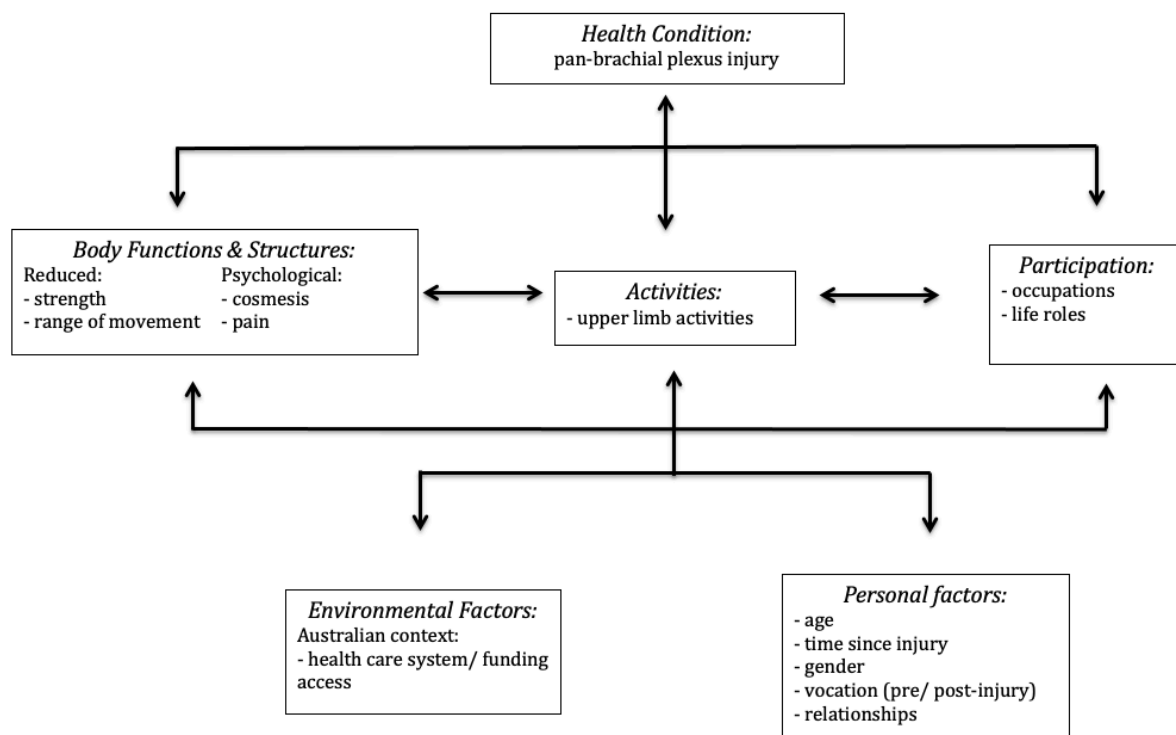 Health Condition:
pan-brachial plexus injury
Body Functions & Structures:
Reduced: Psychological:
- strength - cosmesis
- range of movement - pain
Activities:
- upper limb activities
Participation:
- occupations
- life roles
Environmental Factors:
Australian context:
- health care system/ funding
access
Personal factors:
- age
- time since injury
- gender
- vocation (pre/ post-injury)
- relationships